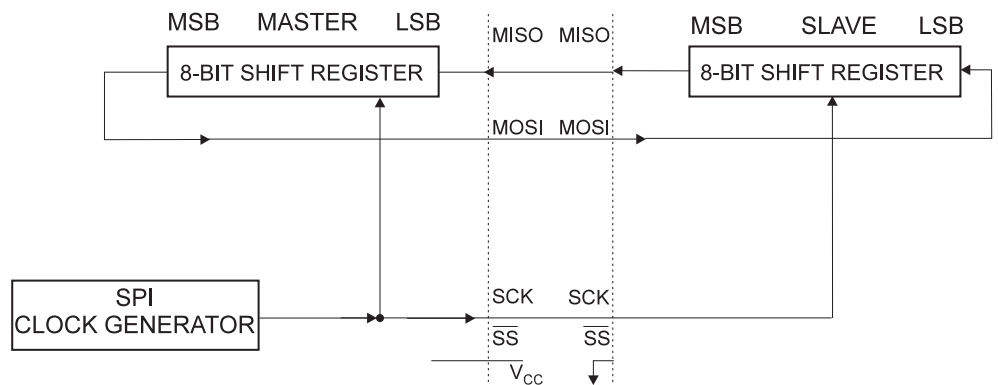 MSB MASTER LSB
MISO MISO
MSB SLAVE LSB
8-BIT SHIFT REGISTER
8-BIT SHIFT REGISTER
MOSI MOSI
SPI
CLOCK GENERATOR
SCK SCK
SS SS
VCC